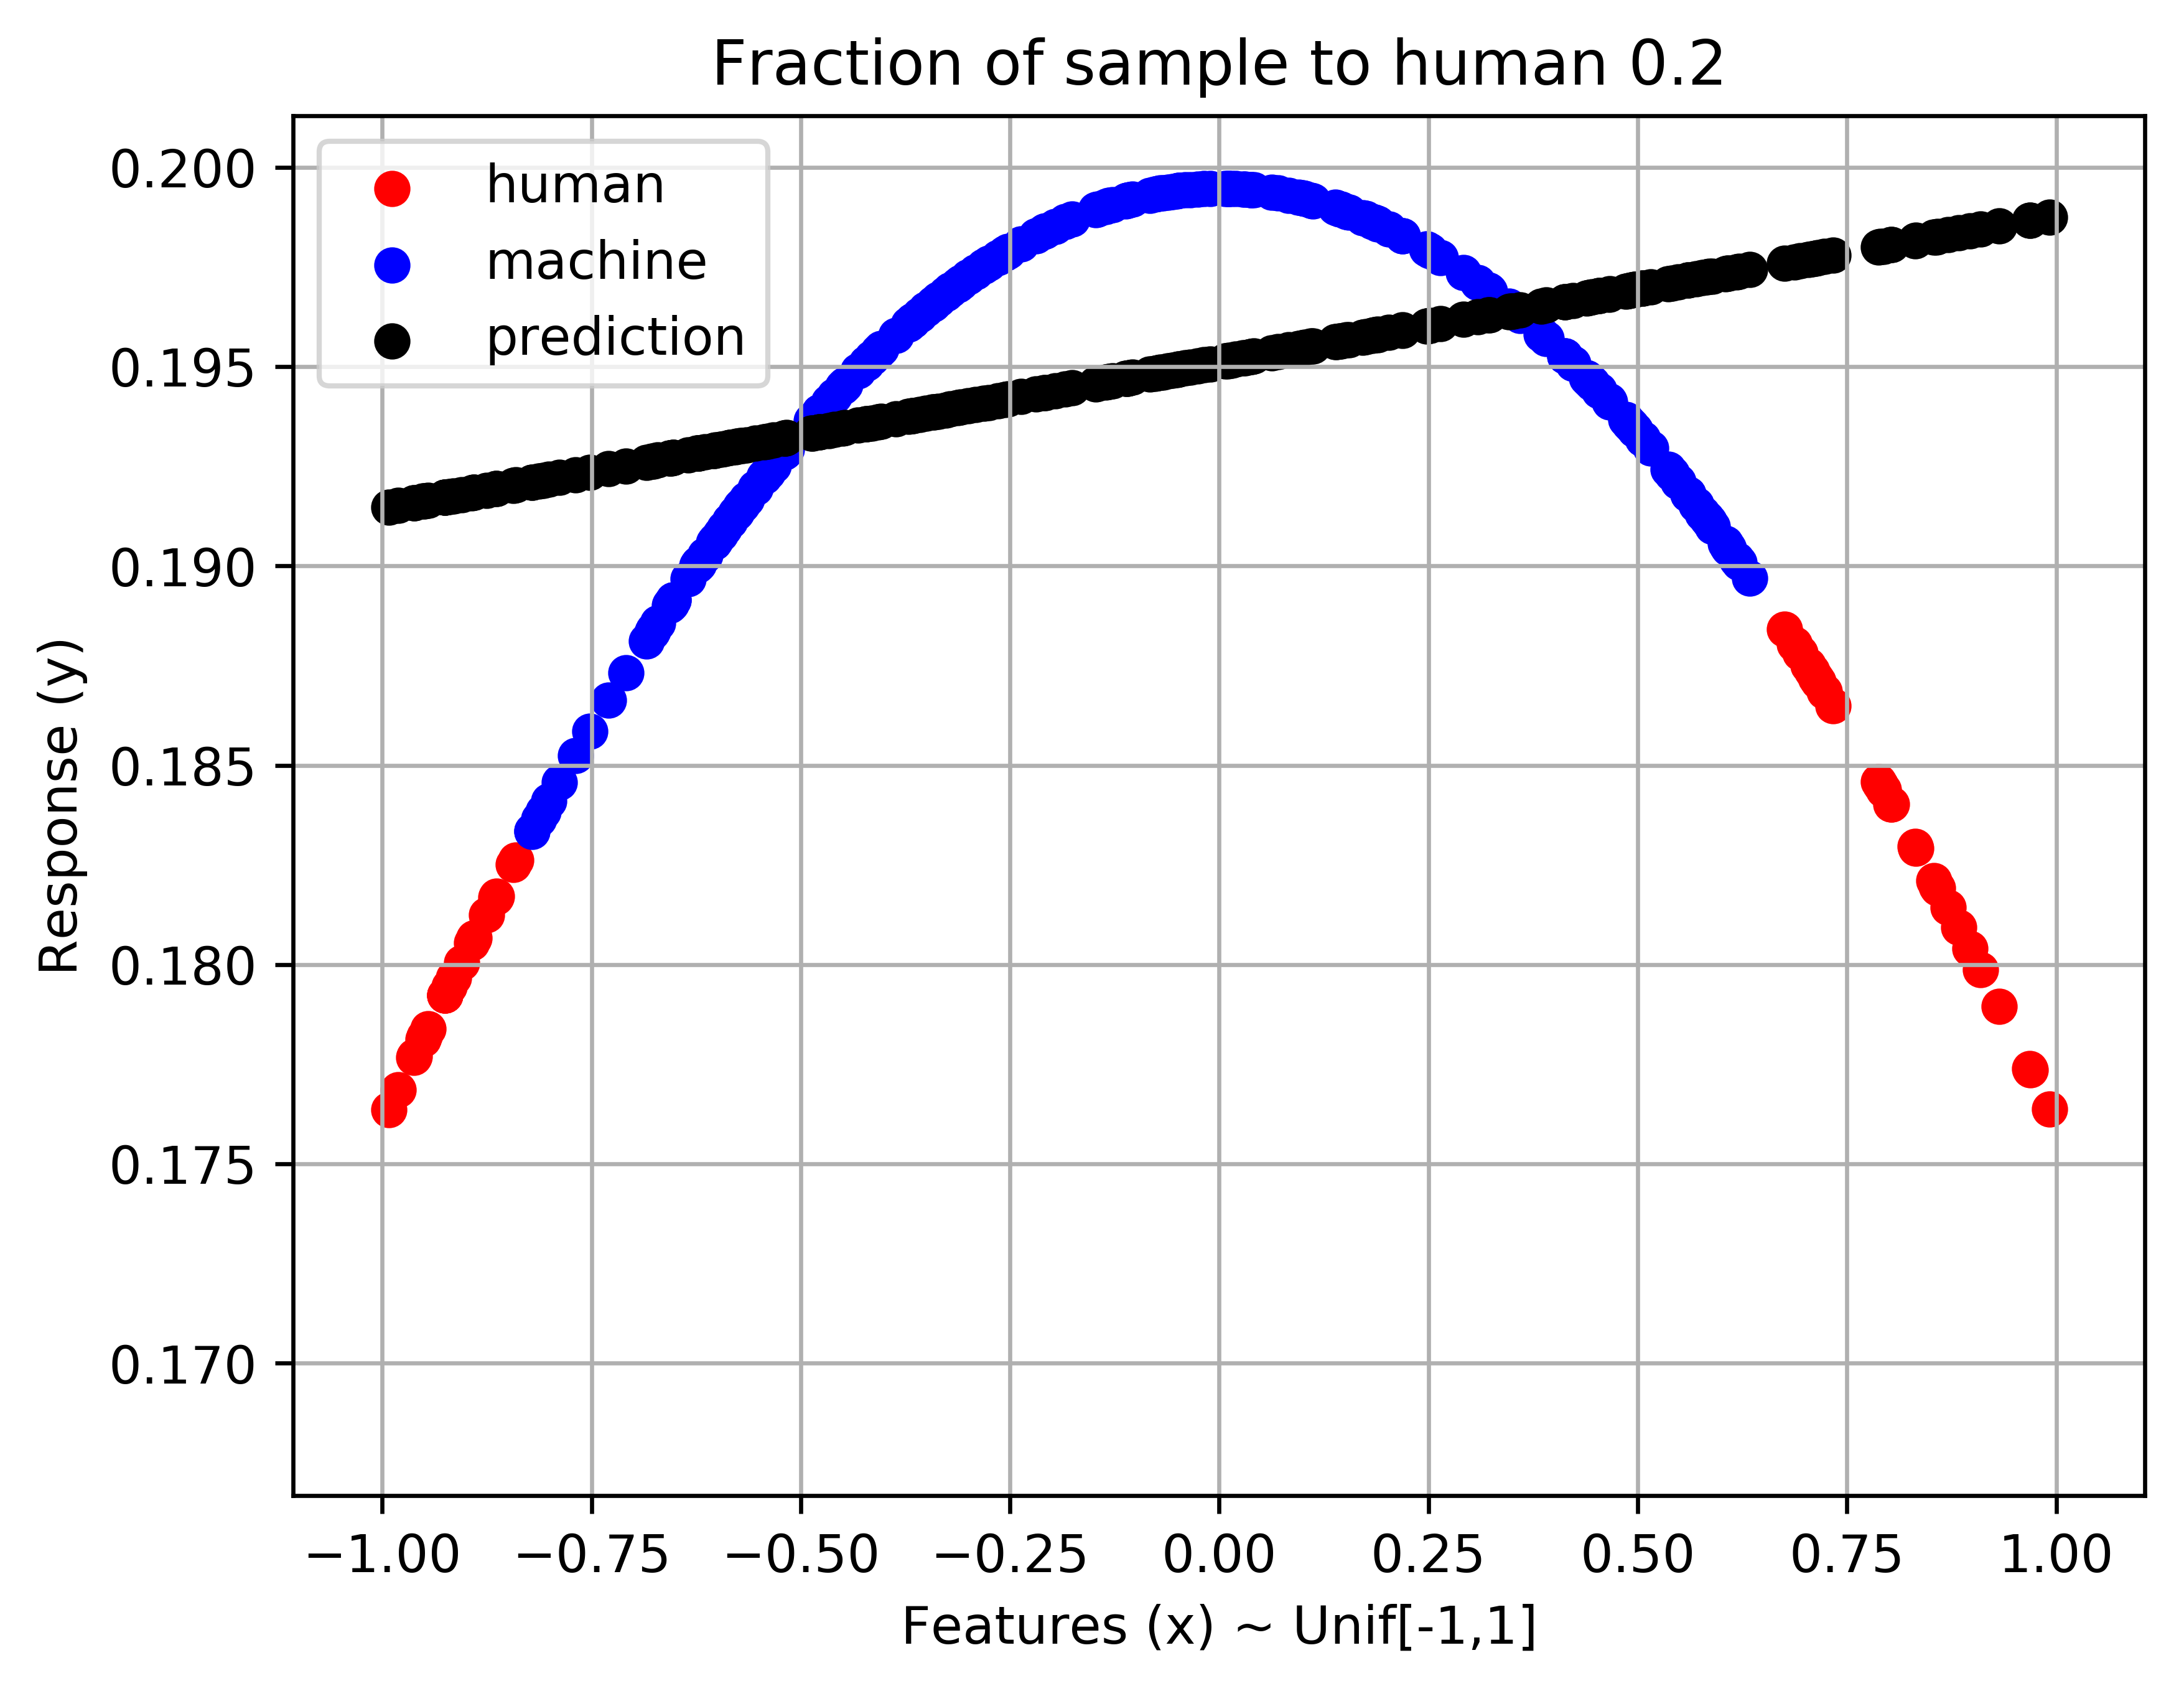 Fraction of sample to human 0.2
human
machine
prediction
0.200
0.195
0.190
0.185
0.180
0.175
0.170
Response (y)
−1.00 −0.75 −0.50 −0.25 0.00 0.25 0.50 0.75 1.00
Features (x) ~ Unif[-1,1]